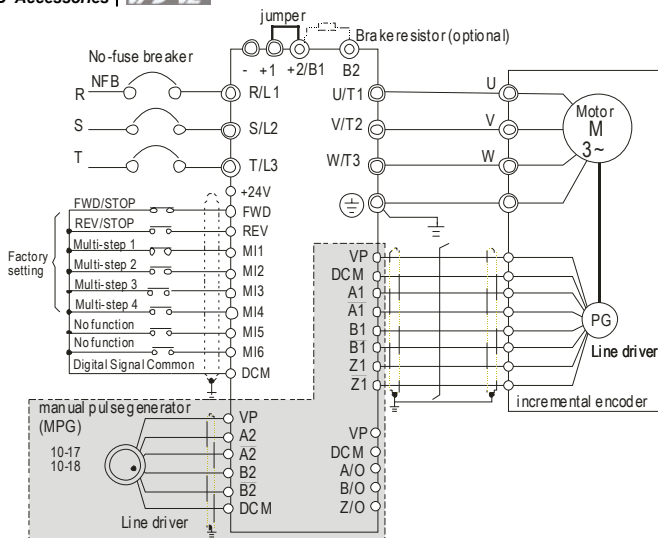 Accessories |
jumper
Brake resistor (optional)
No-fuse breaker
- +1 +2/B1 B2
NFB
R R/L1 U/T1 U
S S/L2 V/T2 V
T T/L3 W/T3 W
Motor
M
3~
+24V
FWD/STOP FWD
REV/STOP REV
Multi-step 1 MI1
Multi-step 2 MI2
Multi-step 3 MI3
Multi-step 4 MI4
No function MI5
No function MI6
Digital Signal Common DCM
Factory
setting
VP
DCM
A1
A1
B1
B1
Z1
Z1
PG
Line driver
incremental encoder
manual pulse generator
(MPG)
10-17
10-18
VP
A2
A2
B2
B2
DCM
Line driver
VP
DCM
A/O
B/O
Z/O